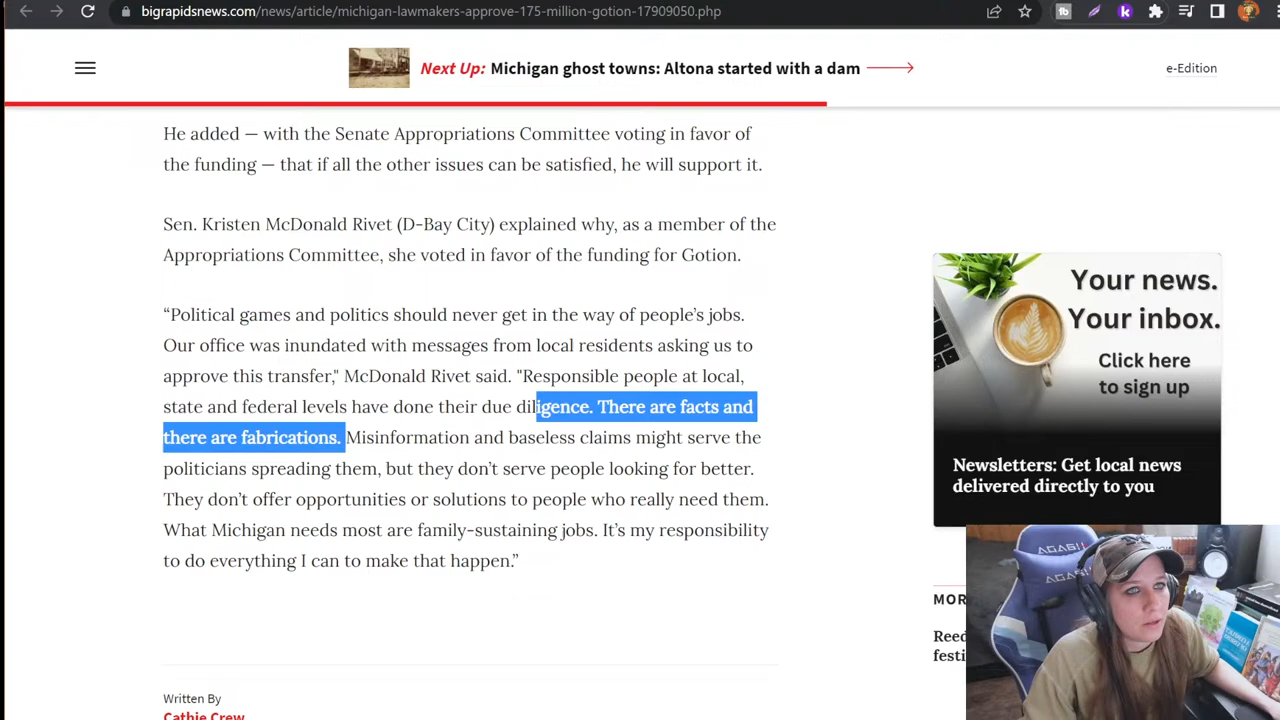 bigrapidsnews.com/news/article/michigan-lawmakers-approve-175-million-gotion-17909050.php
Next Up: Michigan ghost towns: Altona started with a dam
e-Edition
He added — with the Senate Appropriations Committee voting in favor of
the funding — that if all the other issues can be satisfied, he will support it.
Sen. Kristen McDonald Rivet (D-Bay City) explained why, as a member of the
Appropriations Committee, she voted in favor of the funding for Gotion.
“Political games and politics should never get in the way of people’s jobs.
Our office was inundated with messages from local residents asking us to
approve this transfer," McDonald Rivet said. "Responsible people at local,
state and federal levels have done their due diligence. There are facts and
there are fabrications. Misinformation and baseless claims might serve the
politicians spreading them, but they don’t serve people looking for better.
They don’t offer opportunities or solutions to people who really need them.
What Michigan needs most are family-sustaining jobs. It’s my responsibility
to do everything I can to make that happen.”
Written By
Cathie Crew
Your news.
Your inbox.
Click here
to sign up
Newsletters: Get local news
delivered directly to you
MOR
Reed
festi
AGASI
AGASI